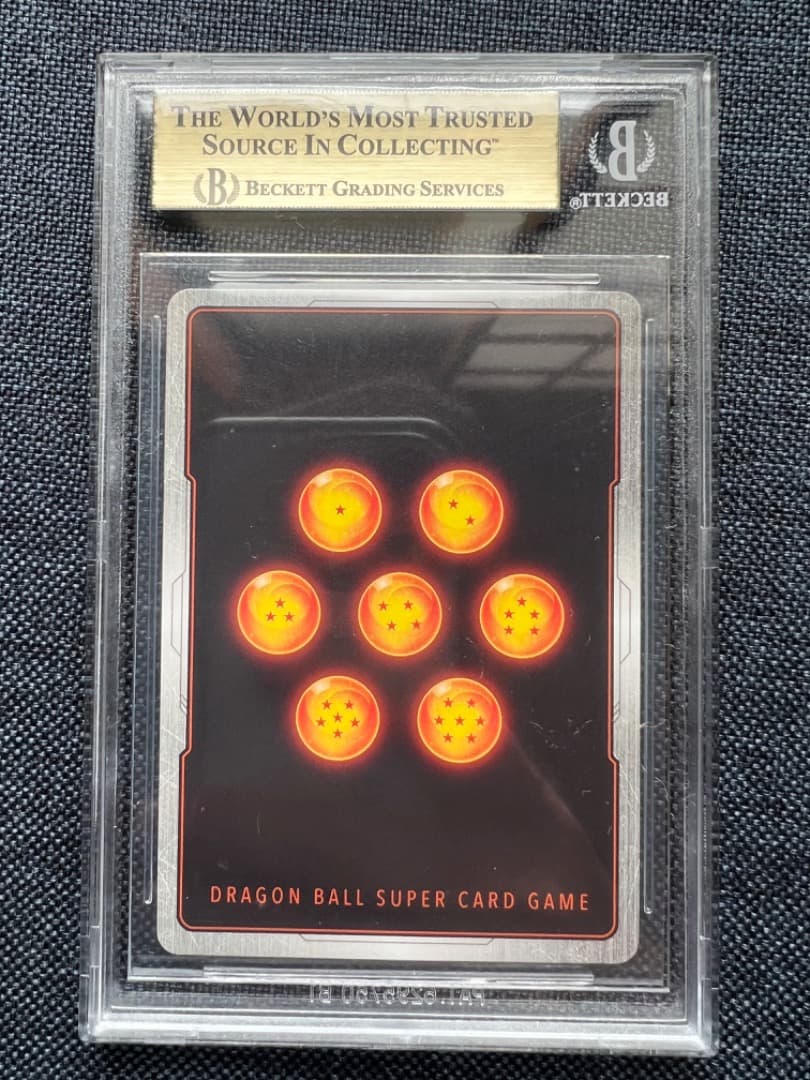 THE WORLD'S MOST TRUSTED
SOURCE IN COLLECTING™
B BECKETT GRADING SERVICES
B
BECKETT®
DRAGON BALL SUPER CARD GAME